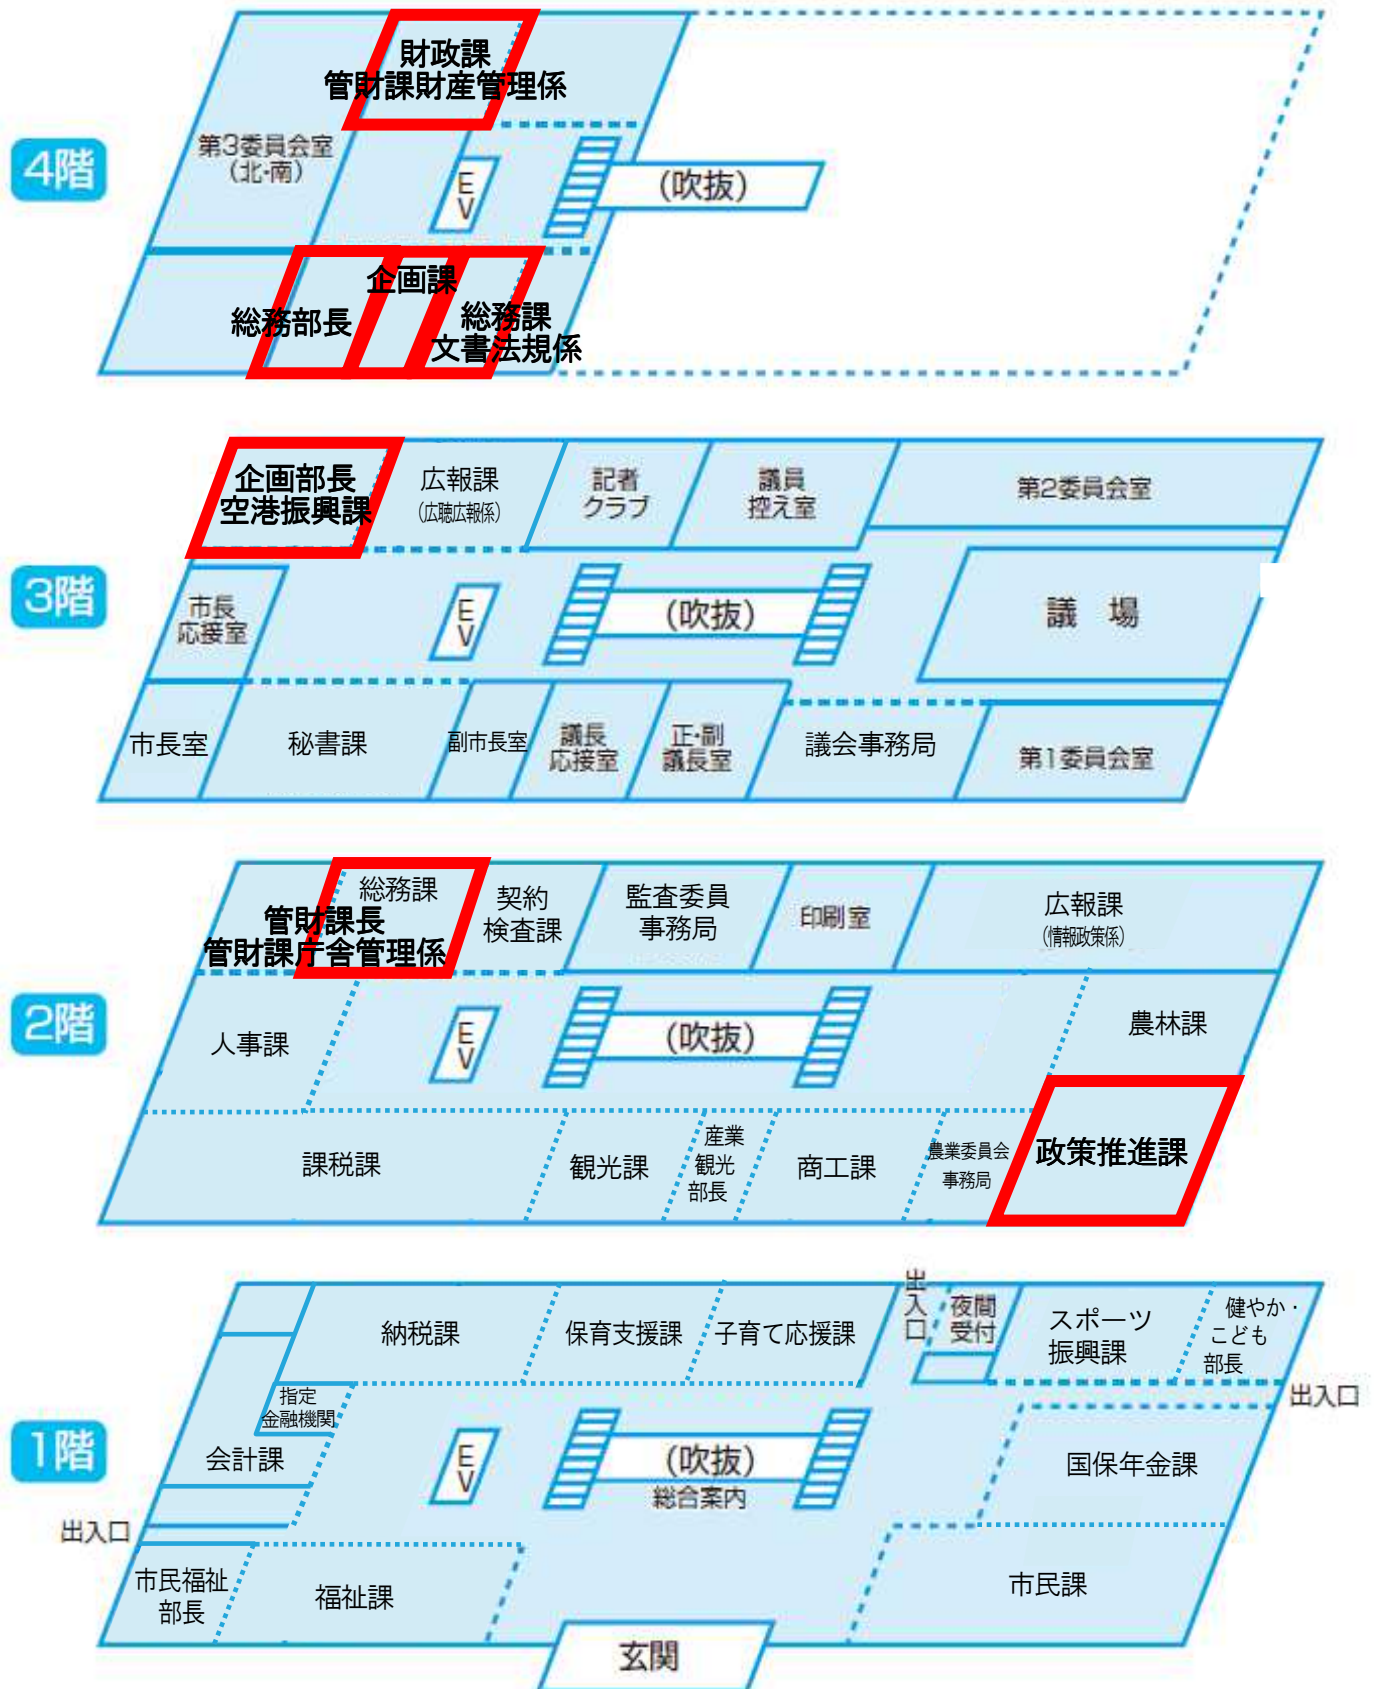 財政課
管財課財産管理係
第3委員会室
(北・南)
4階
EV
(吹抜)
企画課
総務部長
総務課
文書法規係
企画部長
空港振興課
広報課
(広聴広報係)
記者
クラブ
議員
控え室
第2委員会室
3階
市長
応接室
EV
(吹抜)
議 場
市長室
秘書課
副市長室
議長
応接室
正・副
議長室
議会事務局
第1委員会室
総務課
管財課長
管財課庁舎管理係
契約
検査課
監査委員
事務局
印刷室
広報課
(情報政策係)
2階
人事課
EV
(吹抜)
農林課
課税課
観光課
産業
観光
部長
商工課
農業委員会
事務局
政策推進課
納税課
保育支援課
子育て応援課
出入口
夜間
受付
スポーツ
振興課
健やか・
こども
部長
出入口
指定
金融機関
1階
会計課
EV
(吹抜)
総合案内
国保年金課
出入口
市民福祉
部長
福祉課
市民課
玄関